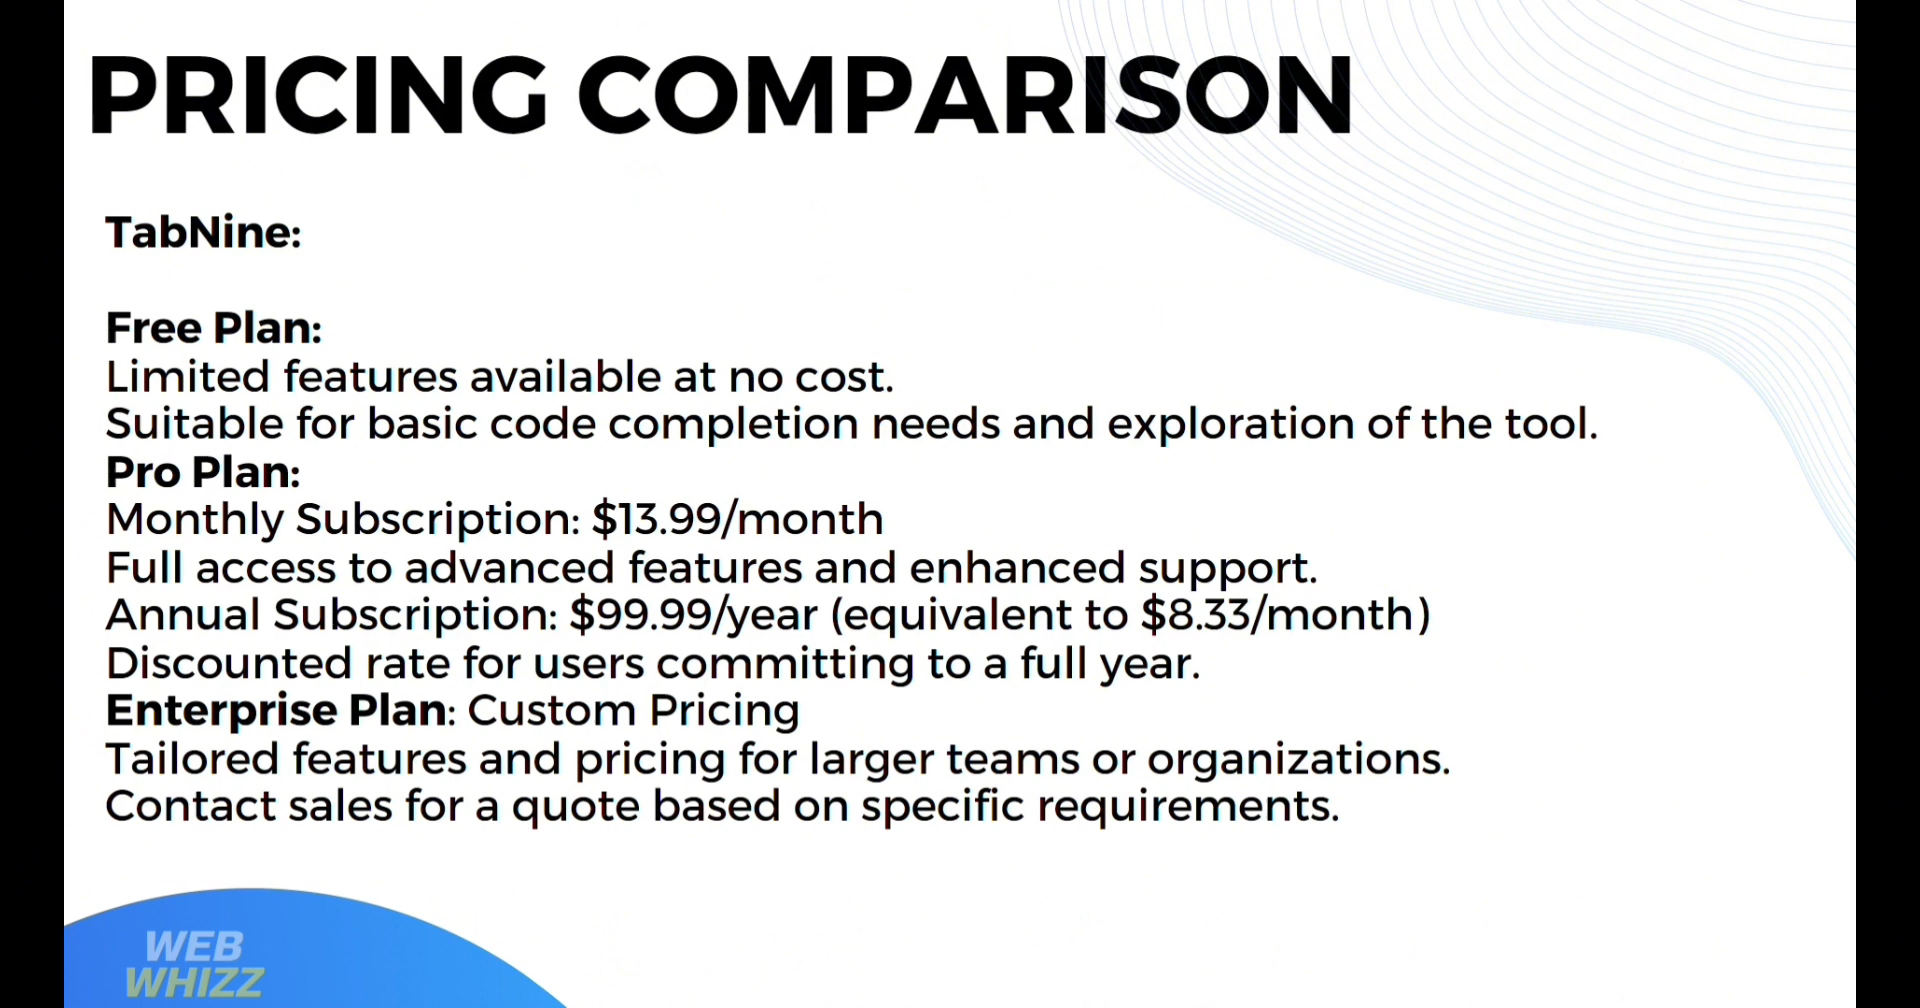 PRICING COMPARISON
TabNine:
Free Plan:
Limited features available at no cost.
Suitable for basic code completion needs and exploration of the tool.
Pro Plan:
Monthly Subscription: $13.99/month
Full access to advanced features and enhanced support.
Annual Subscription: $99.99/year (equivalent to $8.33/month)
Discounted rate for users committing to a full year.
Enterprise Plan: Custom Pricing
Tailored features and pricing for larger teams or organizations.
Contact sales for a quote based on specific requirements.
WEB
WHIZZ